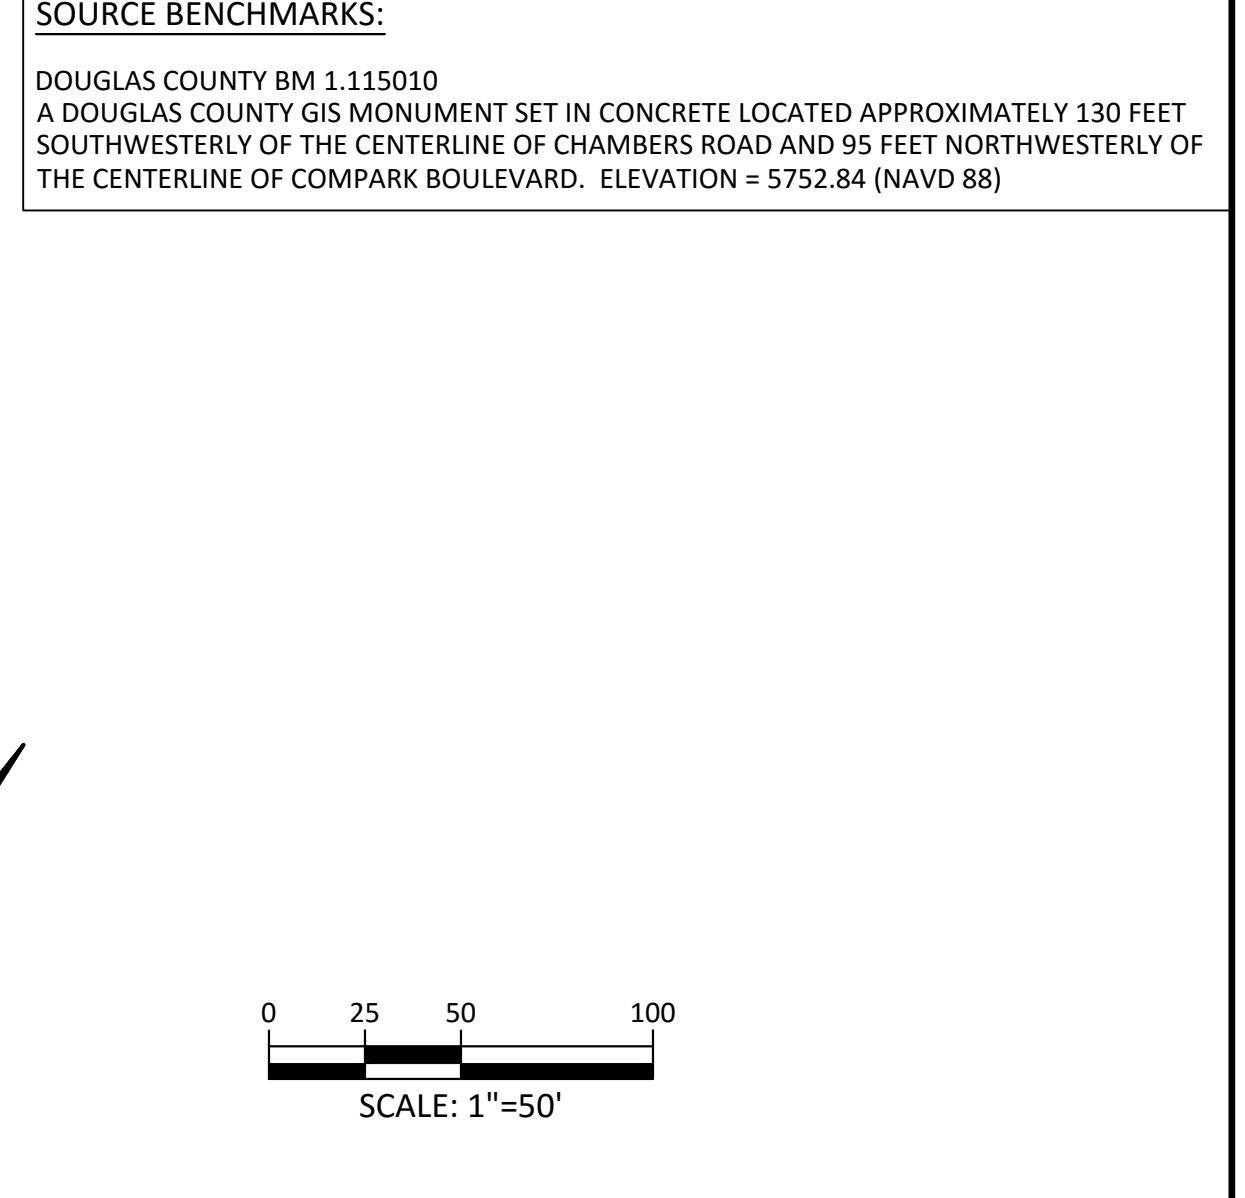 SOURCE BENCHMARKS:
DOUGLAS COUNTY BM 1.115010
A DOUGLAS COUNTY GIS MONUMENT SET IN CONCRETE LOCATED APPROXIMATELY 130 FEET
SOUTHWESTERLY OF THE CENTERLINE OF CHAMBERS ROAD AND 95 FEET NORTHWESTERLY OF
THE CENTERLINE OF COMPARK BOULEVARD.  ELEVATION = 5752.84 (NAVD 88)
0 25 50 100
SCALE: 1"=50'